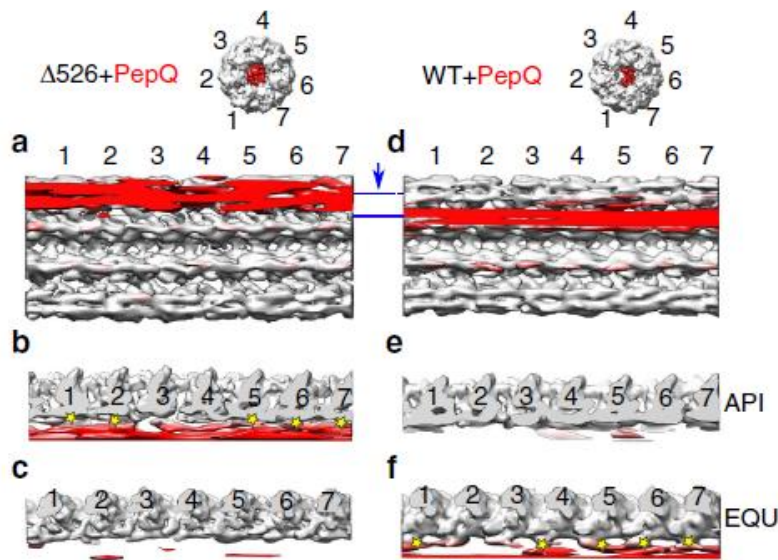 4
3 5
Δ526+PepQ 2 6
1 7
4
3 5
WT+PepQ 2 6
1 7
a 1 2 3 4 5 6 7
d 1 2 3 4 5 6 7
b
1 2 3 4 5 6 7
e
1 2 3 4 5 6 7 API
c
1 2 3 4 5 6 7
f
1 2 3 4 5 6 7 EQU